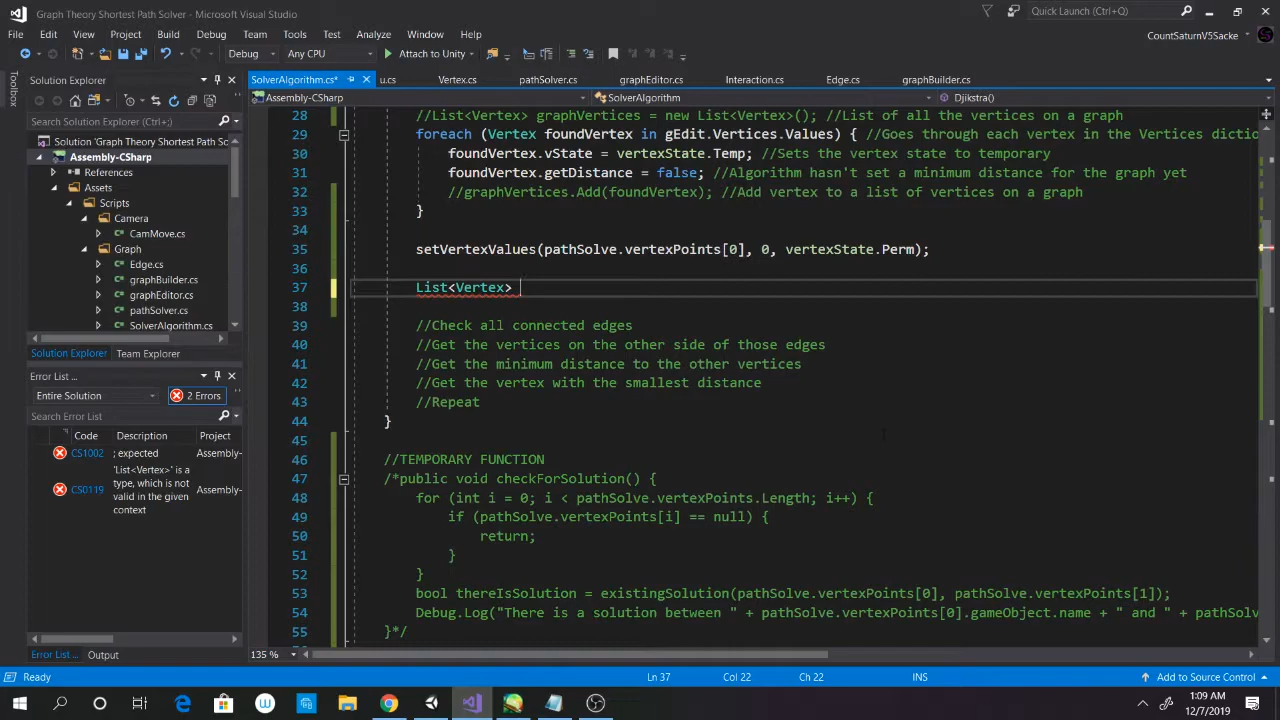 Graph Theory Shortest Path Solver - Microsoft Visual Studio
Quick Launch (Ctrl+Q)
File Edit View Project Build Debug Team Tools Test Analyze Window Help
CountSaturnV5Sacke
Debug Any CPU Attach to Unity
Toolbox
Solution Explorer
Search Solution Explorer (Ctrl+;)
Solution 'Graph Theory Shortest Path Sc
Assembly-CSharp
References
Assets
Scripts
Camera
CamMove.cs
Graph
Edge.cs
graphBuilder.cs
graphEditor.cs
pathSolver.cs
SolverAlgorithm.cs
Solution Explorer Team Explorer
Error List ...
Entire Solution 2 Errors
Search Error List
Code Description Project
CS1002 ; expected Assembly-
CS0119 'List<Vertex>' is a type, which is not valid in the given context Assembly-
Error List ... Output
SolverAlgorithm.cs* u.cs Vertex.cs pathSolver.cs graphEditor.cs Interaction.cs Edge.cs graphBuilder.cs
Assembly-CSharp SolverAlgorithm Djikstra()
28 //List<Vertex> graphVertices = new List<Vertex>(); //List of all the vertices on a graph
29 foreach (Vertex foundVertex in gEdit.Vertices.Values) { //Goes through each vertex in the Vertices dictio
30 foundVertex.vState = vertexState.Temp; //Sets the vertex state to temporary
31 foundVertex.getDistance = false; //Algorithm hasn't set a minimum distance for the graph yet
32 //graphVertices.Add(foundVertex); //Add vertex to a list of vertices on a graph
33 }
34
35 setVertexValues(pathSolve.vertexPoints[0], 0, vertexState.Perm);
36
37 List<Vertex>
38
39 //Check all connected edges
40 //Get the vertices on the other side of those edges
41 //Get the minimum distance to the other vertices
42 //Get the vertex with the smallest distance
43 //Repeat
44 }
45
46 //TEMPORARY FUNCTION
47 /*public void checkForSolution() {
48 for (int i = 0; i < pathSolve.vertexPoints.Length; i++) {
49 if (pathSolve.vertexPoints[i] == null) {
50 return;
51 }
52 }
53 bool thereIsSolution = existingSolution(pathSolve.vertexPoints[0], pathSolve.vertexPoints[1]);
54 Debug.Log("There is a solution between " + pathSolve.vertexPoints[0].gameObject.name + " and " + pathSolv
55 }*/
135 %
Ready Ln 37 Col 22 Ch 22 INS Add to Source Control
1:09 AM
12/7/2019